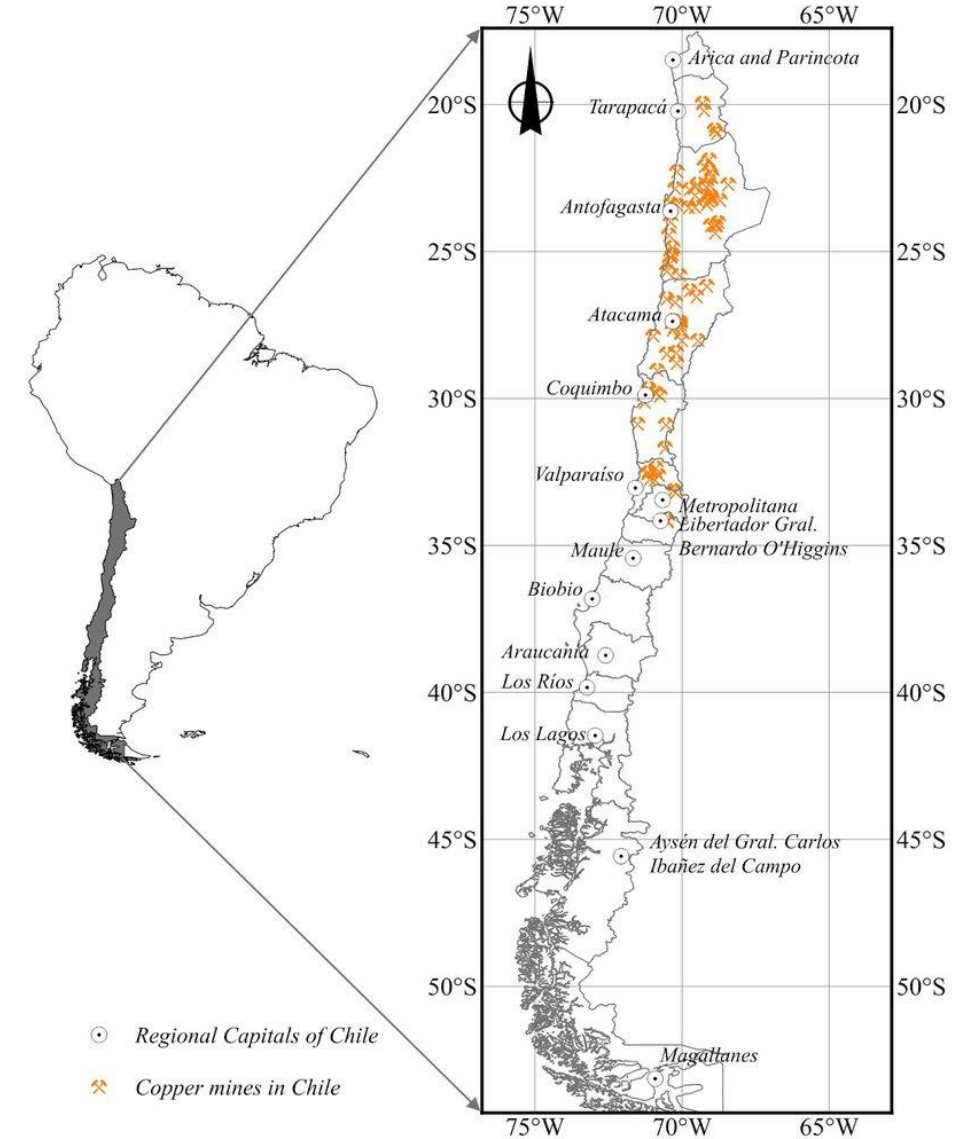 75°W 70°W 65°W
Arica and Parincota
20°S Tarapacá 20°S
Antofagasta
25°S 25°S
Atacama
Coquimbo
30°S 30°S
Valparaíso
Metropolitana
Libertador Gral.
Bernardo O'Higgins
35°S Maule 35°S
Biobio
Araucanía
Los Ríos
40°S 40°S
Los Lagos
45°S 45°S
Aysén del Gral. Carlos
Ibañez del Campo
50°S 50°S
Regional Capitals of Chile
Magallanes
Copper mines in Chile
75°W 70°W 65°W